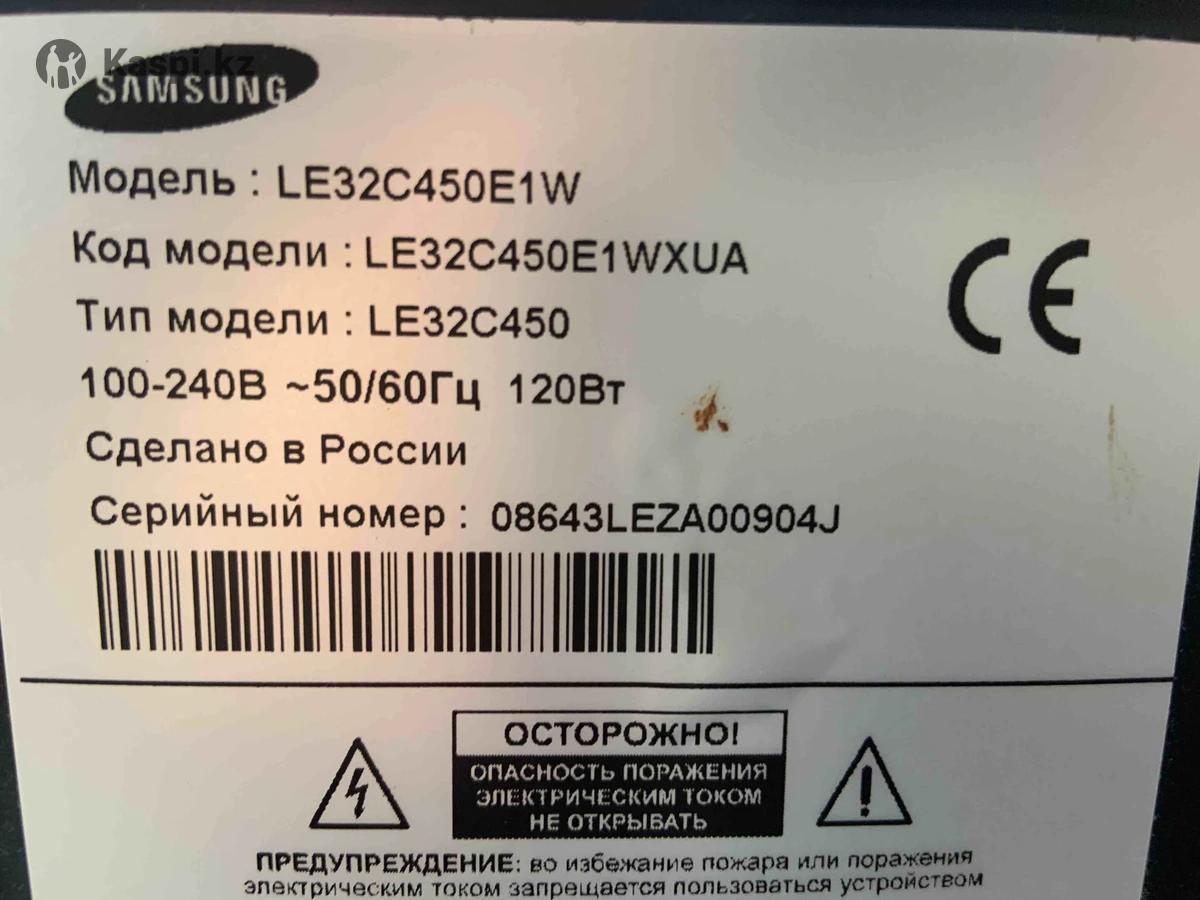 Kaspi.kz
SAMSUNG
Модель : LE32C450E1W
Код модели : LE32C450E1WXUA
Тип модели : LE32C450
100-240В ~50/60Гц 120Вт
Сделано в России
Серийный номер : 08643LEZA00904J
CE
ОСТОРОЖНО!
ОПАСНОСТЬ ПОРАЖЕНИЯ
ЭЛЕКТРИЧЕСКИМ ТОКОМ
НЕ ОТКРЫВАТЬ
ПРЕДУПРЕЖДЕНИЕ: во избежание пожара или поражения
электрическим током запрещается пользоваться устройством